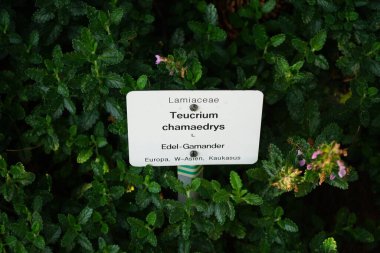 Lamiaceae
Teucrium
chamaedrys
L.
Edel-Gamander
Europa, W-Asien, Kaukasus